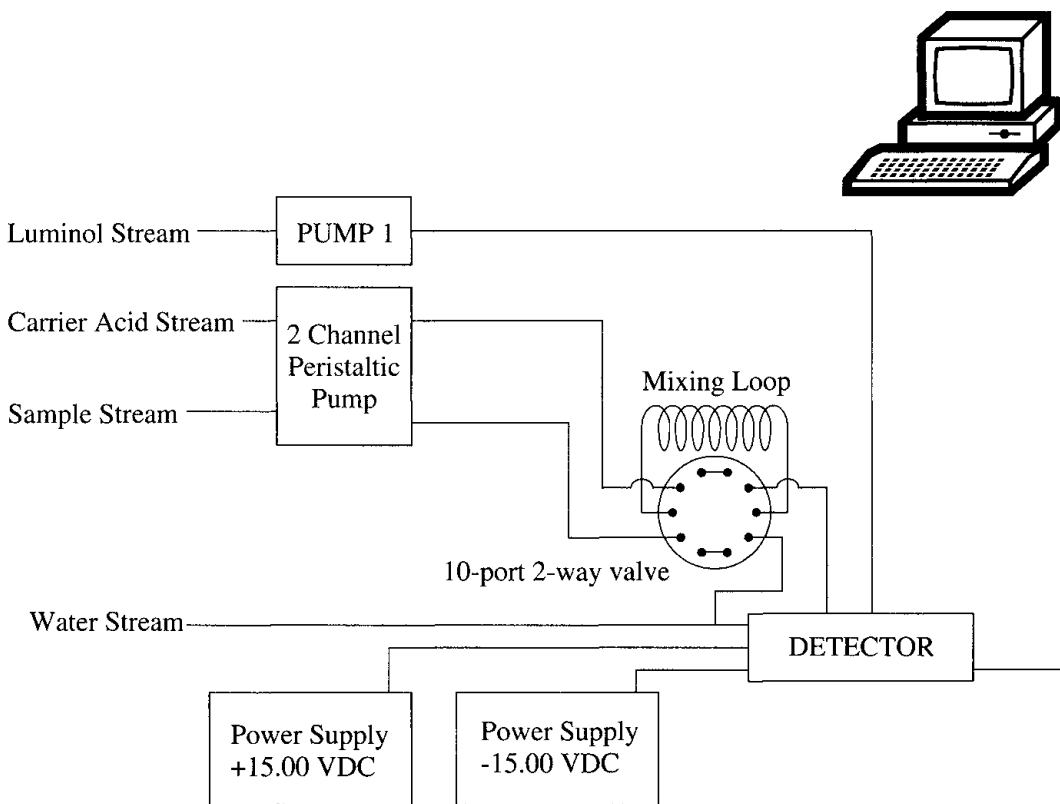 Luminol Stream
PUMP 1
Carrier Acid Stream
2 Channel
Peristaltic
Pump
Sample Stream
Mixing Loop
10-port 2-way valve
Water Stream
DETECTOR
Power Supply
+15.00 VDC
Power Supply
-15.00 VDC